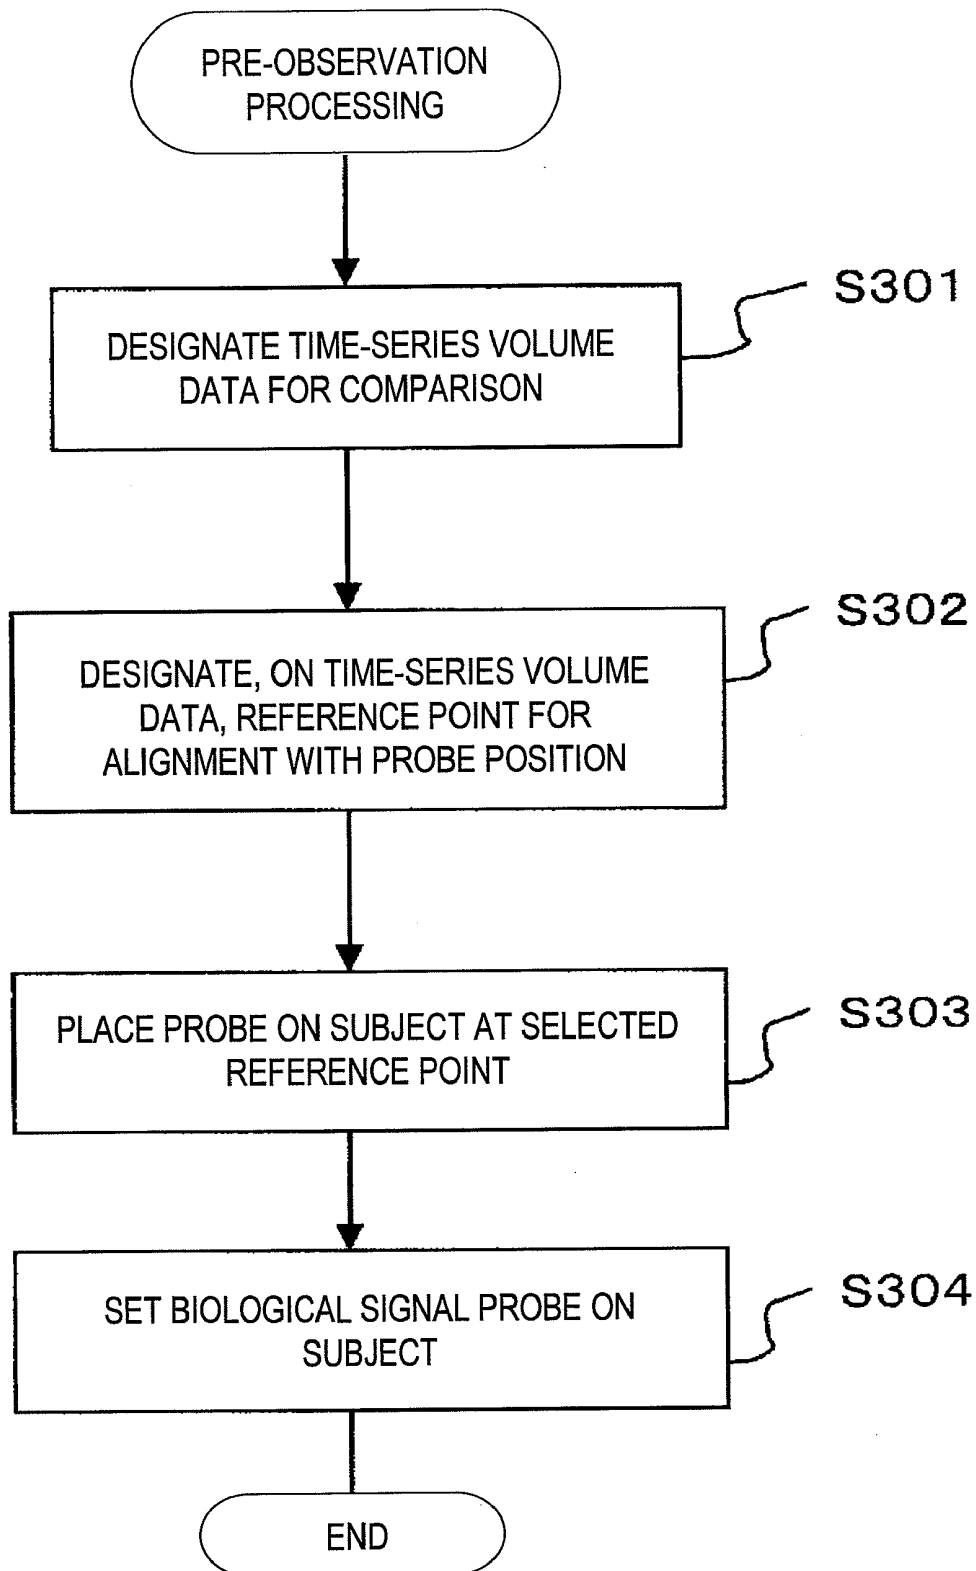 PRE-OBSERVATION
PROCESSING
S301
DESIGNATE TIME-SERIES VOLUME
DATA FOR COMPARISON
S302
DESIGNATE, ON TIME-SERIES VOLUME
DATA, REFERENCE POINT FOR
ALIGNMENT WITH PROBE POSITION
S303
PLACE PROBE ON SUBJECT AT SELECTED
REFERENCE POINT
S304
SET BIOLOGICAL SIGNAL PROBE ON
SUBJECT
END